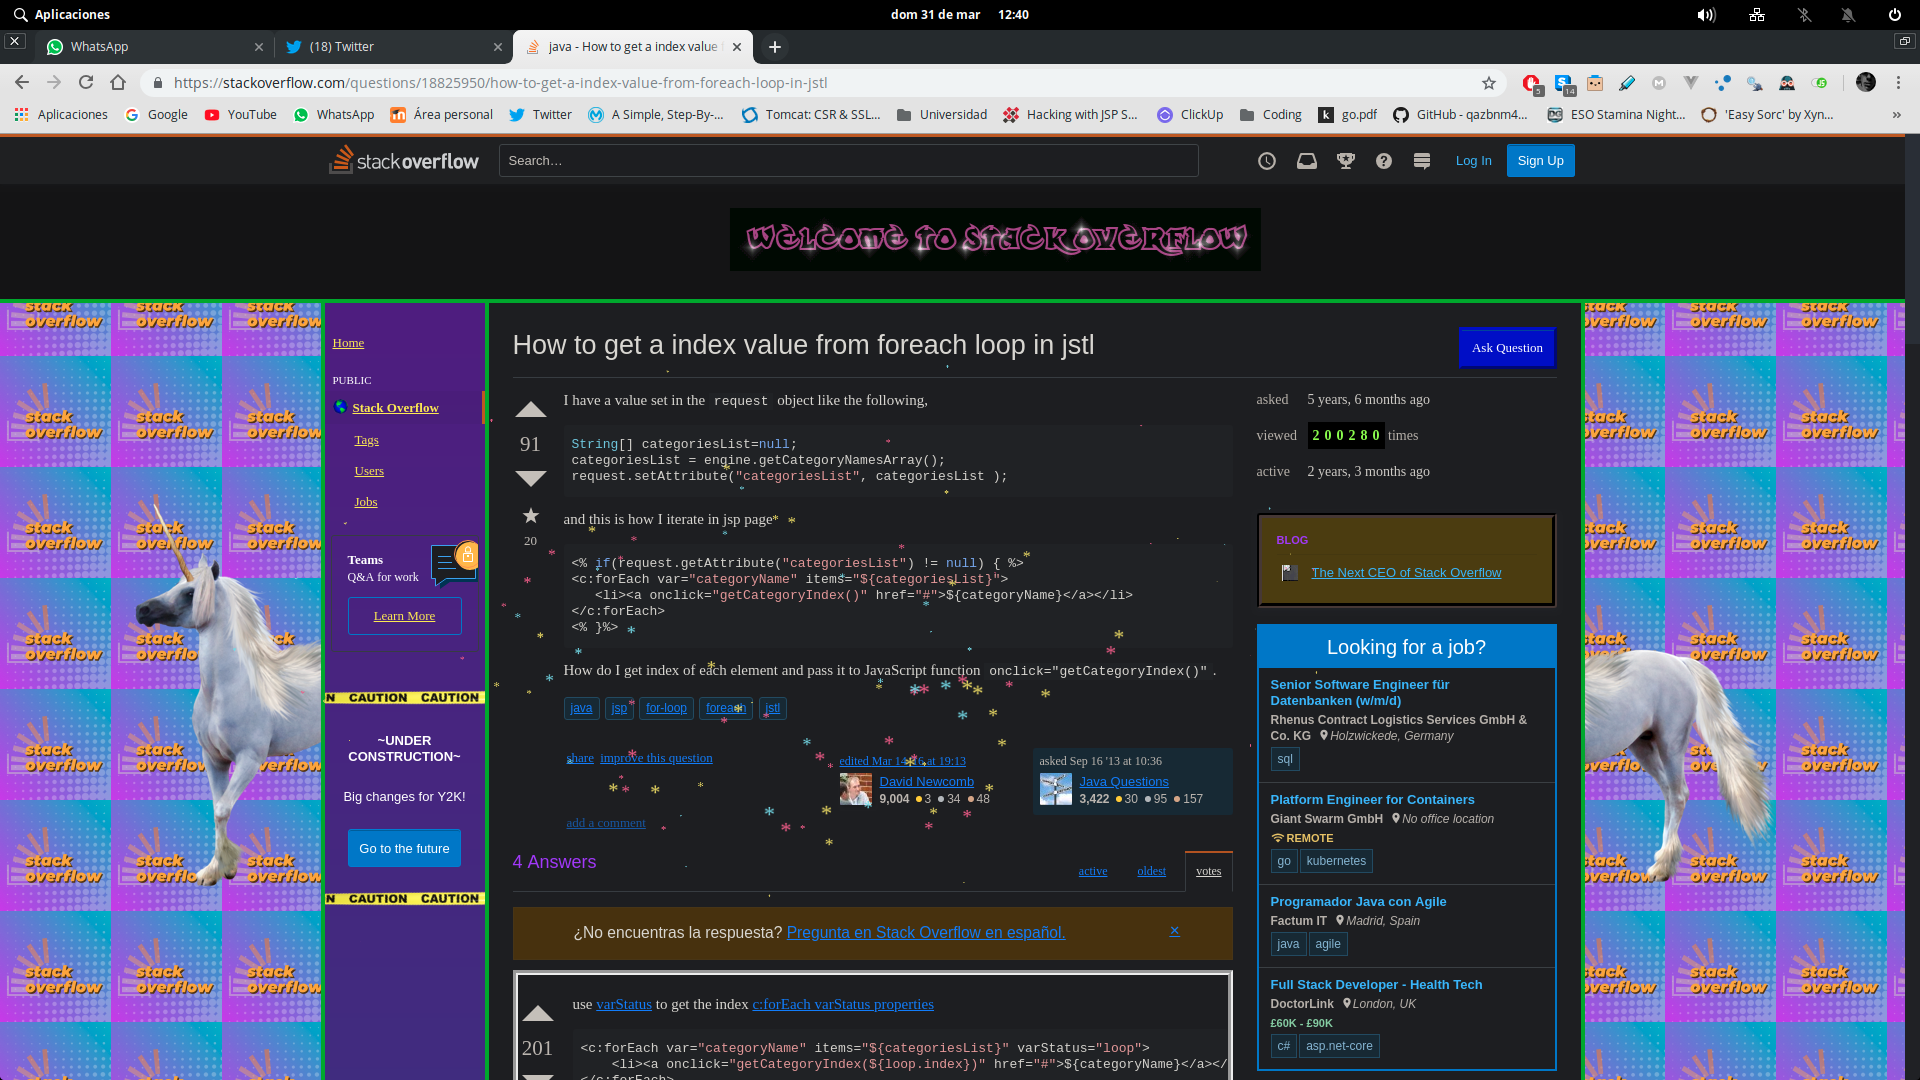 Aplicaciones
dom 31 de mar 12:40
WhatsApp
(18) Twitter
java - How to get a index value
https://stackoverflow.com/questions/18825950/how-to-get-a-index-value-from-foreach-loop-in-jstl
5
14
Aplicaciones Google YouTube WhatsApp Área personal Twitter A Simple, Step-By-... Tomcat: CSR & SSL... Universidad Hacking with JSP S... ClickUp Coding go.pdf GitHub - qazbnm4... ESO Stamina Night... 'Easy Sorc' by Xyn... »
stackoverflow
Search…
Log In
Sign Up
WELCOME TO STACK OVERFLOW
Home
PUBLIC
Stack Overflow
Tags
Users
Jobs
Teams
Q&A for work
Learn More
CAUTION CAUTION
~UNDER
CONSTRUCTION~
Big changes for Y2K!
Go to the future
CAUTION CAUTION
How to get a index value from foreach loop in jstl
Ask Question
91
20
I have a value set in the request object like the following,
String[] categoriesList=null;
categoriesList = engine.getCategoryNamesArray();
request.setAttribute("categoriesList", categoriesList );
and this is how I iterate in jsp page
<% if(request.getAttribute("categoriesList") != null) { %>
<c:forEach var="categoryName" items="${categoriesList}">
<li><a onclick="getCategoryIndex()" href="#">${categoryName}</a></li>
</c:forEach>
<% }%>
How do I get index of each element and pass it to JavaScript function onclick="getCategoryIndex()" .
java jsp for-loop foreach jstl
share improve this question
edited Mar 14 '16 at 19:13
David Newcomb
9,004 3 34 48
asked Sep 16 '13 at 10:36
Java Questions
3,422 30 95 157
add a comment
4 Answers
active oldest votes
¿No encuentras la respuesta? Pregunta en Stack Overflow en español.
×
201
use varStatus to get the index c:forEach varStatus properties
<c:forEach var="categoryName" items="${categoriesList}" varStatus="loop">
<li><a onclick="getCategoryIndex(${loop.index})" href="#">${categoryName}</a></
</c:forEach>
asked 5 years, 6 months ago
viewed 200280 times
active 2 years, 3 months ago
BLOG
The Next CEO of Stack Overflow
Looking for a job?
Senior Software Engineer für
Datenbanken (w/m/d)
Rhenus Contract Logistics Services GmbH &
Co. KG Holzwickede, Germany
sql
Platform Engineer for Containers
Giant Swarm GmbH No office location
REMOTE
go kubernetes
Programador Java con Agile
Factum IT Madrid, Spain
java agile
Full Stack Developer - Health Tech
DoctorLink London, UK
£60K - £90K
c# asp.net-core
stack
overflow